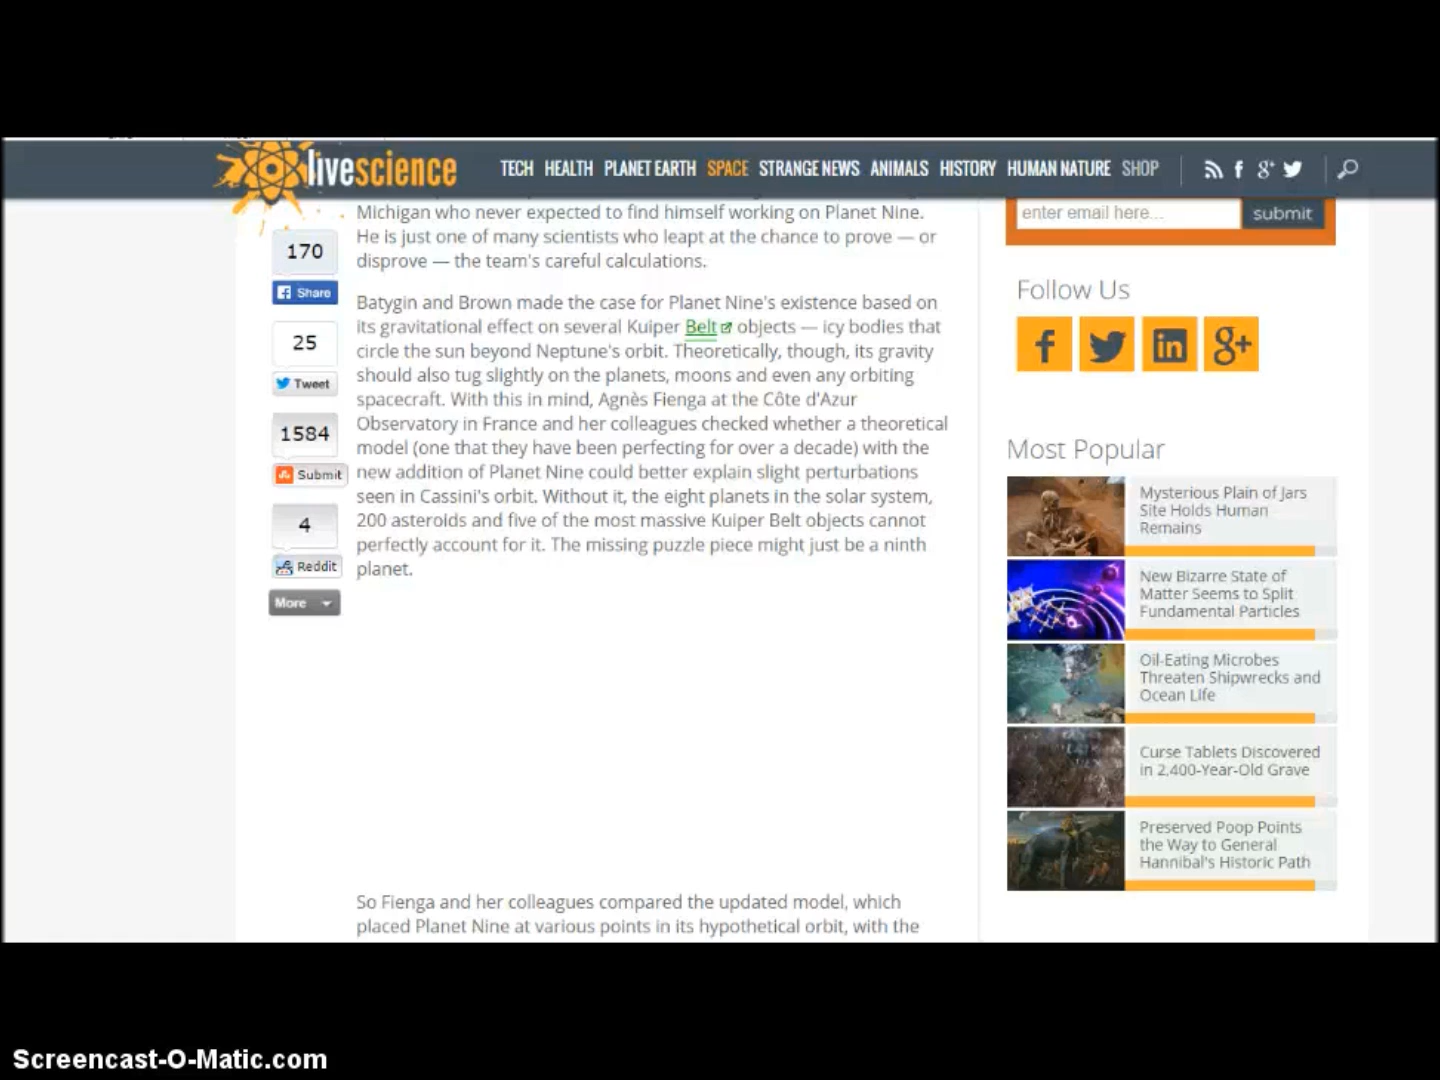 livescience
TECH HEALTH PLANET EARTH SPACE STRANGE NEWS ANIMALS HISTORY HUMAN NATURE SHOP
Michigan who never expected to find himself working on Planet Nine.
He is just one of many scientists who leapt at the chance to prove — or
disprove — the team's careful calculations.
170
Share
25
Tweet
1584
Submit
4
Reddit
More
Batygin and Brown made the case for Planet Nine's existence based on
its gravitational effect on several Kuiper Belt objects — icy bodies that
circle the sun beyond Neptune's orbit. Theoretically, though, its gravity
should also tug slightly on the planets, moons and even any orbiting
spacecraft. With this in mind, Agnès Fienga at the Côte d'Azur
Observatory in France and her colleagues checked whether a theoretical
model (one that they have been perfecting for over a decade) with the
new addition of Planet Nine could better explain slight perturbations
seen in Cassini's orbit. Without it, the eight planets in the solar system,
200 asteroids and five of the most massive Kuiper Belt objects cannot
perfectly account for it. The missing puzzle piece might just be a ninth
planet.
So Fienga and her colleagues compared the updated model, which
placed Planet Nine at various points in its hypothetical orbit, with the
enter email here...
submit
Follow Us
Most Popular
Mysterious Plain of Jars
Site Holds Human
Remains
New Bizarre State of
Matter Seems to Split
Fundamental Particles
Oil-Eating Microbes
Threaten Shipwrecks and
Ocean Life
Curse Tablets Discovered
in 2,400-Year-Old Grave
Preserved Poop Points
the Way to General
Hannibal's Historic Path
Screencast-O-Matic.com